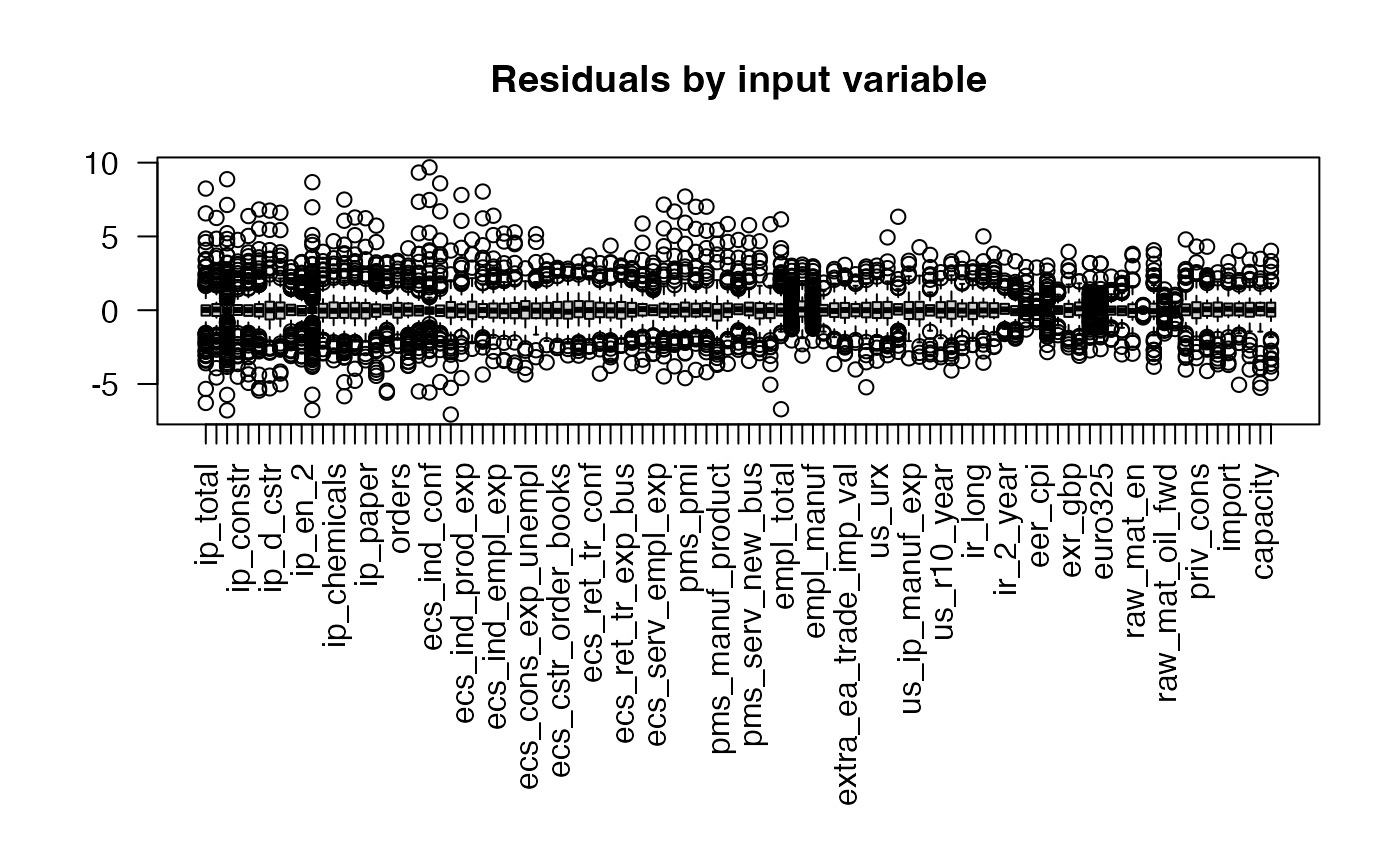 Residuals by input variable
10
5
0
-5
ip_total
ip_constr
ip_d_cstr
ip_en_2
ip_chemicals
ip_paper
orders
ecs_ind_conf
ecs_ind_prod_exp
ecs_ind_empl_exp
ecs_cons_exp_unempl
ecs_cstr_order_books
ecs_ret_tr_conf
ecs_ret_tr_exp_bus
ecs_serv_empl_exp
pms_pmi
pms_manuf_product
pms_serv_new_bus
empl_total
empl_manuf
extra_ea_trade_imp_val
us_urx
us_ip_manuf_exp
us_r10_year
ir_long
ir_2_year
eer_cpi
exr_gbp
euro325
raw_mat_en
raw_mat_oil_fwd
priv_cons
import
capacity